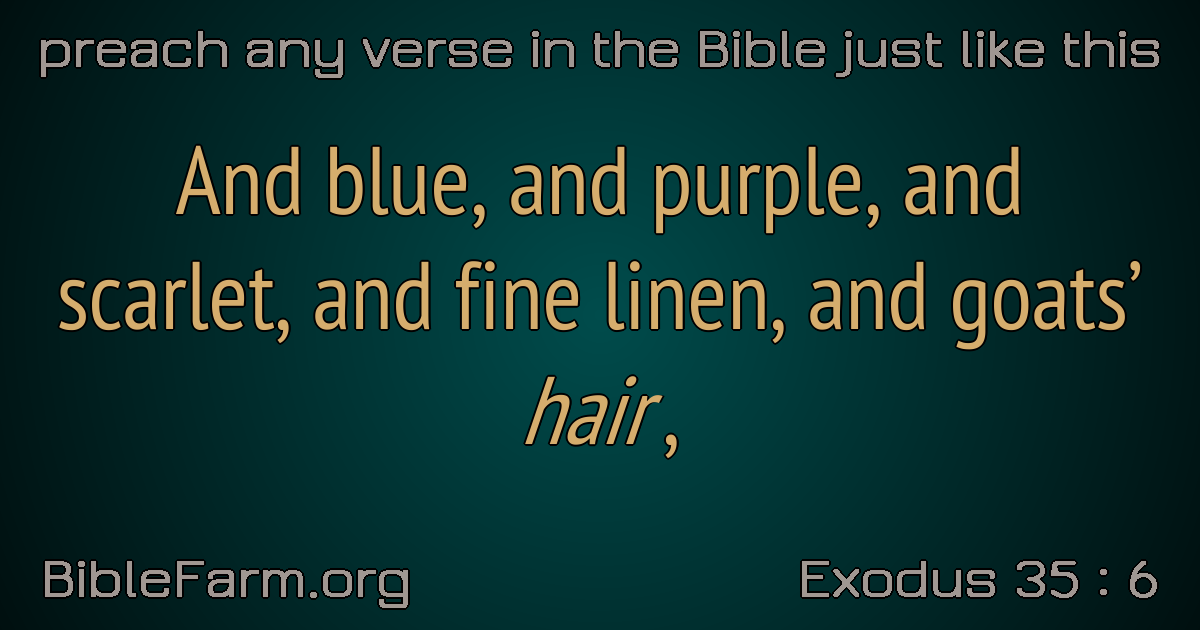 preach any verse in the Bible just like this
And blue, and purple, and
scarlet, and fine linen, and goats’
hair ,
BibleFarm.org
Exodus 35 : 6